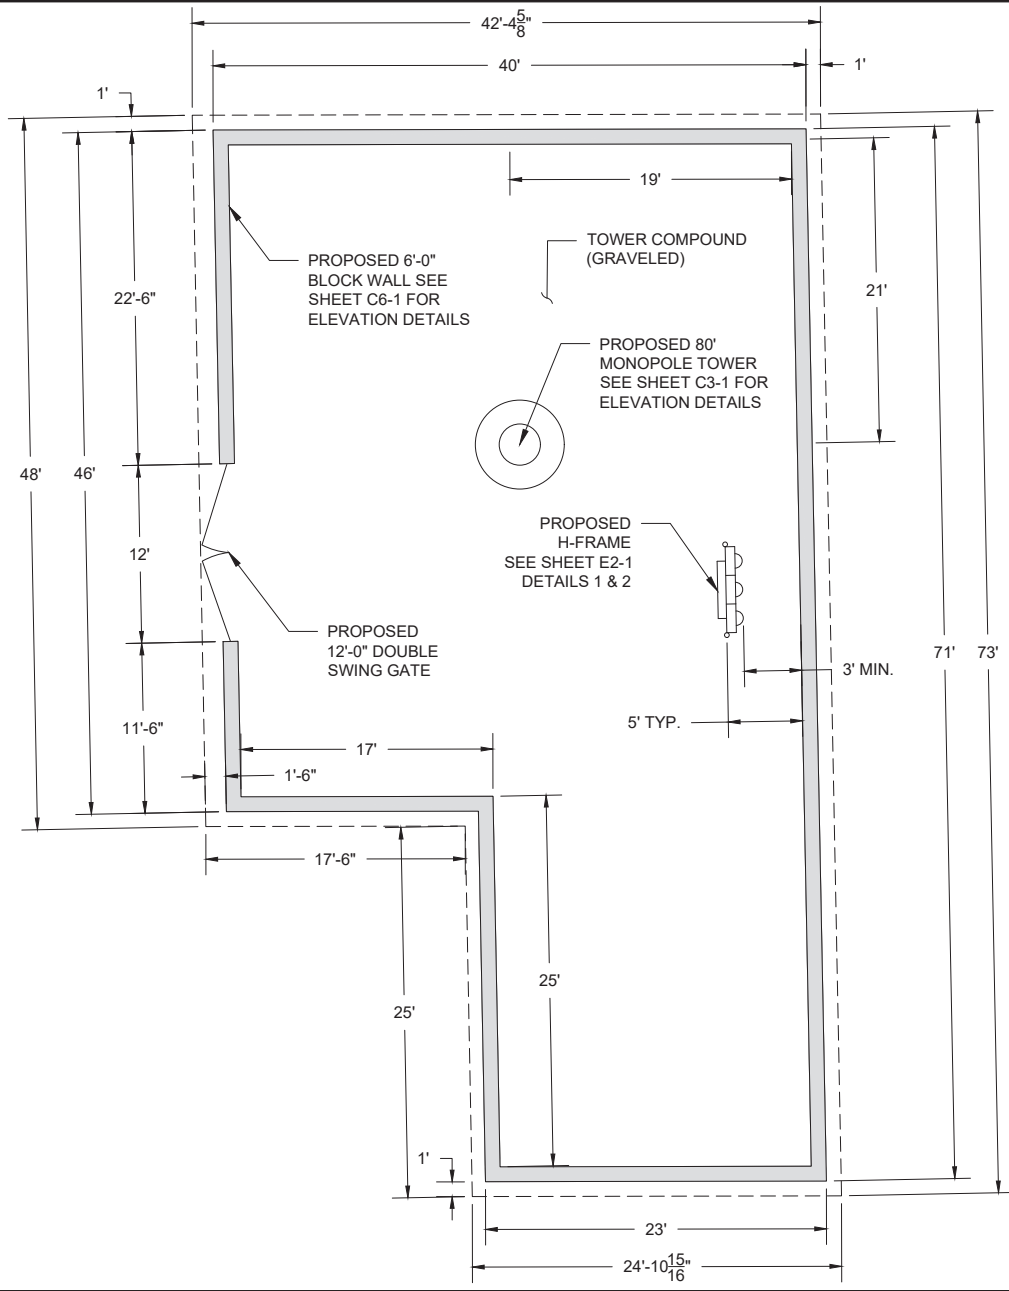 42'-4 5/8"
40'
1'
1'
19'
TOWER COMPOUND
(GRAVELED)
PROPOSED 6'-0"
BLOCK WALL SEE
SHEET C6-1 FOR
ELEVATION DETAILS
22'-6"
21'
PROPOSED 80'
MONOPOLE TOWER
SEE SHEET C3-1 FOR
ELEVATION DETAILS
48'
46'
12'
PROPOSED
H-FRAME
SEE SHEET E2-1
DETAILS 1 & 2
PROPOSED
12'-0" DOUBLE
SWING GATE
71'
73'
3' MIN.
5' TYP.
11'-6"
17'
1'-6"
17'-6"
25'
25'
1'
23'
24'-10 15/16"